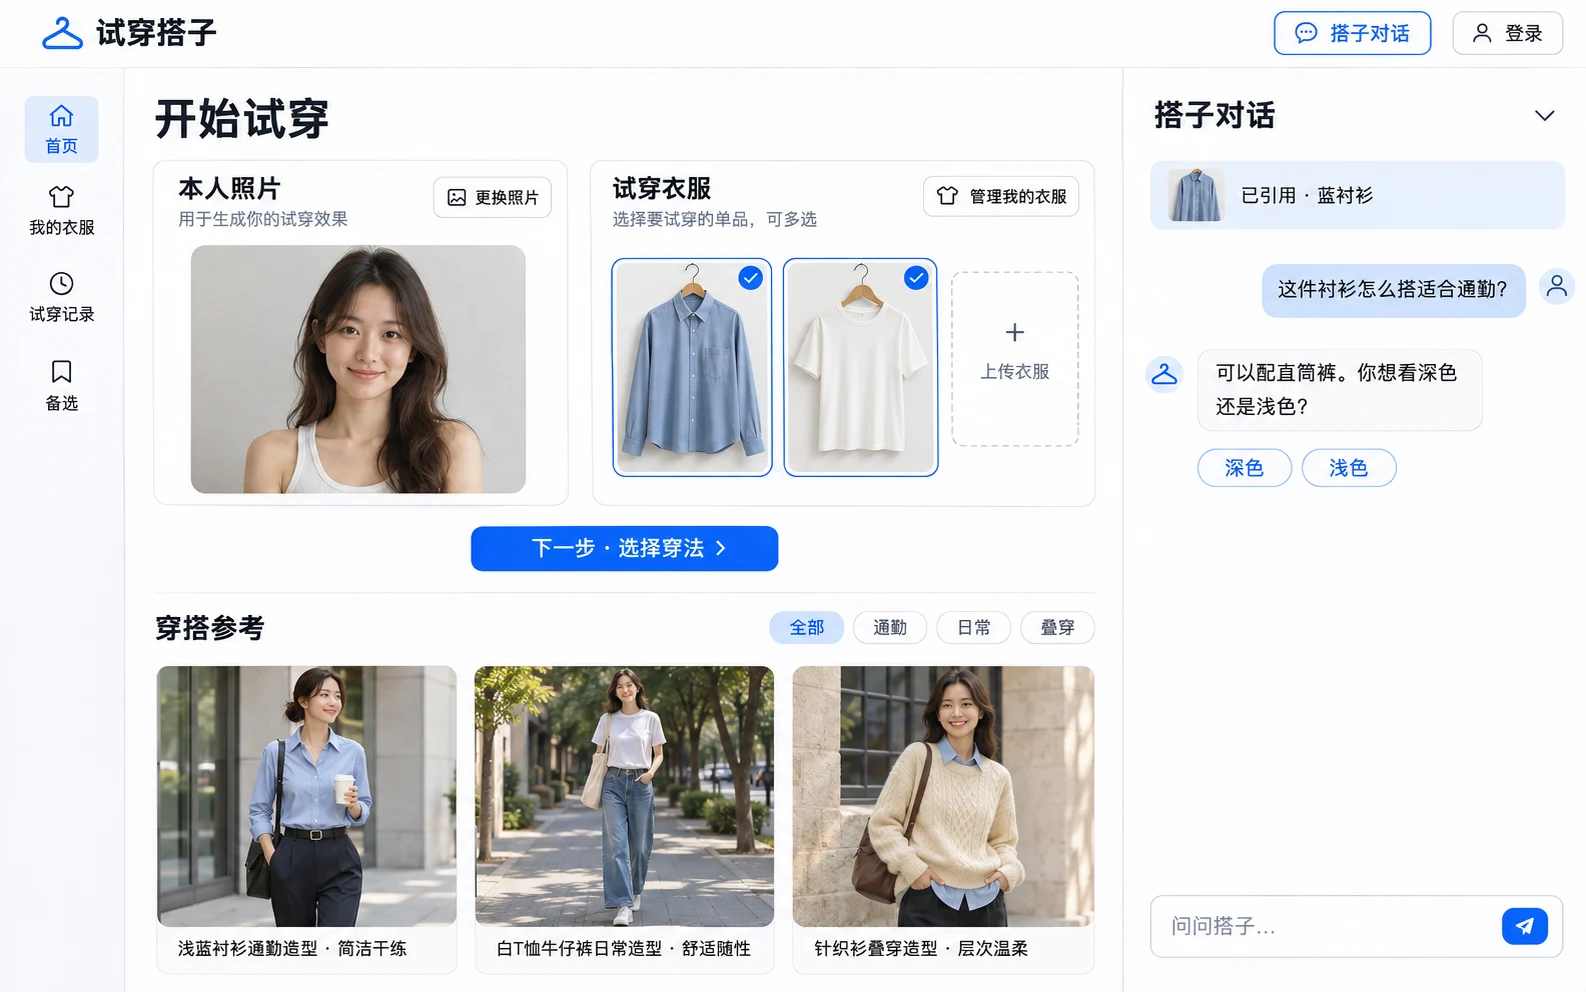 试穿搭子
搭子对话
登录
首页
我的衣服
试穿记录
备选
开始试穿
本人照片
用于生成你的试穿效果
更换照片
试穿衣服
选择要试穿的单品，可多选
管理我的衣服
上传衣服
下一步 · 选择穿法
穿搭参考
全部
通勤
日常
叠穿
浅蓝衬衫通勤造型 · 简洁干练
白T恤牛仔裤日常造型 · 舒适随性
针织衫叠穿造型 · 层次温柔
搭子对话
已引用 · 蓝衬衫
这件衬衫怎么搭适合通勤？
可以配直筒裤。你想看深色
还是浅色？
深色
浅色
问问搭子...